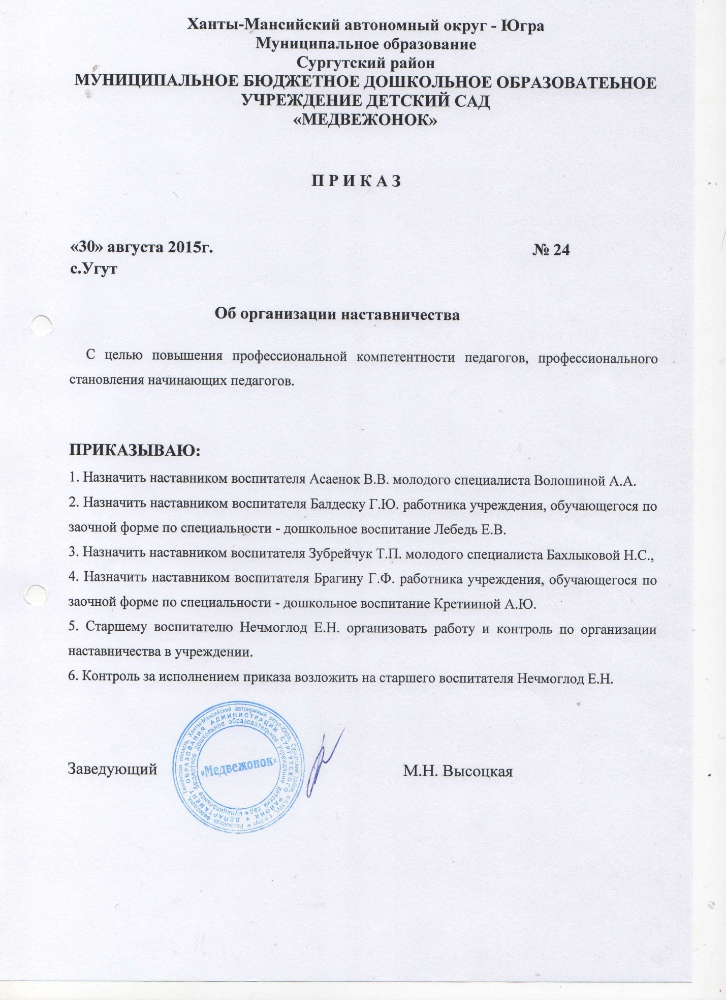 Ханты-Мансийский автономный округ - Югра
Муниципальное образование
Сургутский район
МУНИЦИПАЛЬНОЕ БЮДЖЕТНОЕ ДОШКОЛЬНОЕ ОБРАЗОВАТЕЬНОЕ
УЧРЕЖДЕНИЕ ДЕТСКИЙ САД
«МЕДВЕЖОНОК»
П Р И К А З
«30» августа 2015г. № 24
с.Угут
Об организации наставничества
С целью повышения профессиональной компетентности педагогов, профессионального
становления начинающих педагогов.
ПРИКАЗЫВАЮ:
1. Назначить наставником воспитателя Асаенок В.В. молодого специалиста Волошиной А.А.
2. Назначить наставником воспитателя Балдеску Г.Ю. работника учреждения, обучающегося по
заочной форме по специальности - дошкольное воспитание Лебедь Е.В.
3. Назначить наставником воспитателя Зубрейчук Т.П. молодого специалиста Бахлыковой Н.С.,
4. Назначить наставником воспитателя Брагину Г.Ф. работника учреждения, обучающегося по
заочной форме по специальности - дошкольное воспитание Кретииной А.Ю.
5. Старшему воспитателю Нечмоглод Е.Н. организовать работу и контроль по организации
наставничества в учреждении.
6. Контроль за исполнением приказа возложить на старшего воспитателя Нечмоглод Е.Н.
Заведующий М.Н. Высоцкая
Российская Федерация, Тюменская область, Ханты-Мансийский автономный округ-Югра, Сургутский район, с.п.Угут, с.п.Угут *
ДЕПАРТАМЕНТ ОБРАЗОВАНИЯ АДМИНИСТРАЦИИ СУРГУТСКОГО РАЙОНА *
муниципальное бюджетное дошкольное образовательное учреждение детский сад *
«Медвежонок»